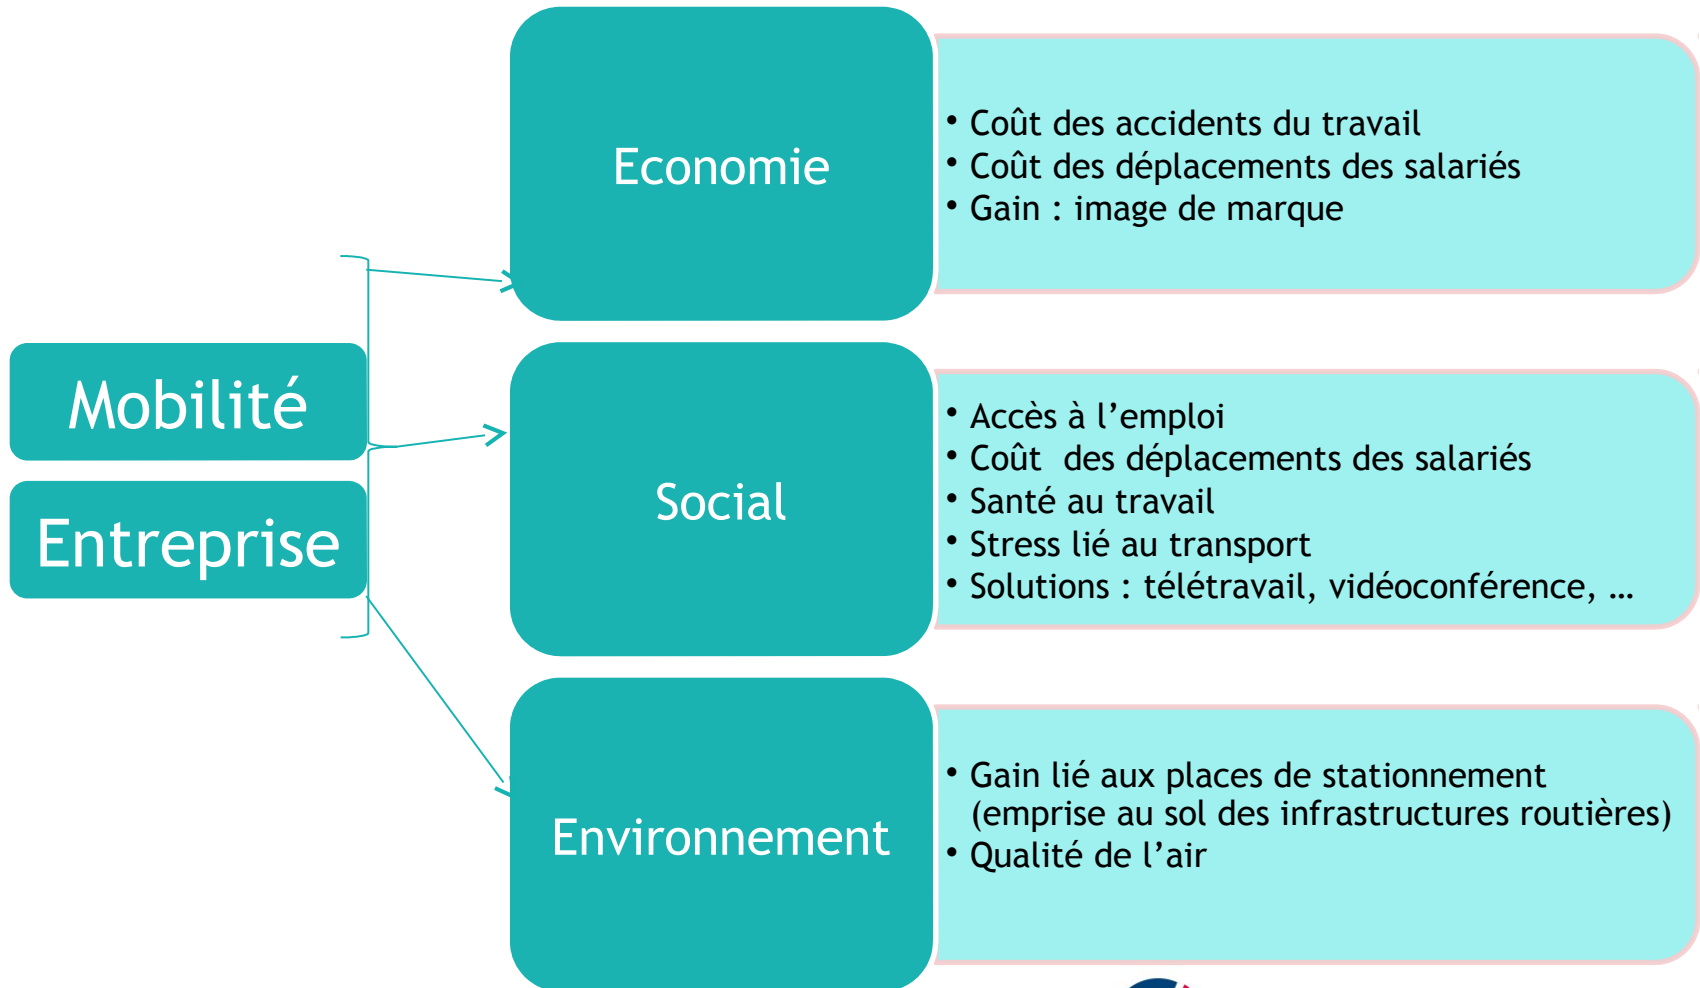 Mobilité
Entreprise
Economie
• Coût des accidents du travail
• Coût des déplacements des salariés
• Gain : image de marque
Social
• Accès à l’emploi
• Coût  des déplacements des salariés
• Santé au travail
• Stress lié au transport
• Solutions : télétravail, vidéoconférence, …
Environnement
• Gain lié aux places de stationnement
(emprise au sol des infrastructures routières)
• Qualité de l’air